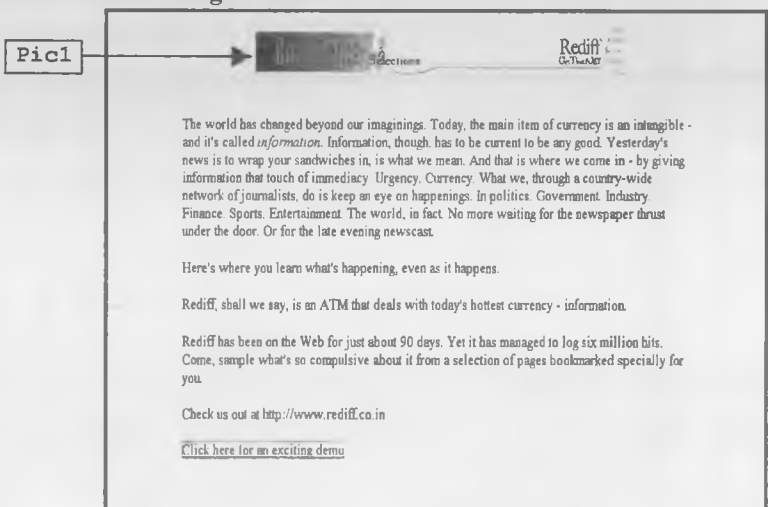 Pic1
Selections
Rediff
On The NeT
The world has changed beyond our imaginings. Today, the main item of currency is an intangible -
and it's called information. Information, though. has to be current to be any good. Yesterday's
news is to wrap your sandwiches in, is what we mean. And that is where we come in - by giving
information that touch of immediacy Urgency. Currency. What we, through a country-wide
network of journalists, do is keep an eye on happenings. In politics. Government. Industry.
Finance. Sports. Entertainment. The world, in fact. No more waiting for the newspaper thrust
under the door. Or for the late evening newscast.
Here's where you learn what's happening, even as it happens.
Rediff, shall we say, is an ATM that deals with today's hottest currency - information.
Rediff has been on the Web for just about 90 days. Yet it has managed to log six million hits.
Come, sample what's so compulsive about it from a selection of pages bookmarked specially for
you.
Check us out at http://www.rediff.co.in
Click here for an exciting demo